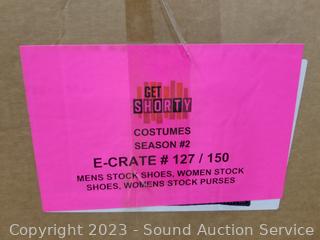 GET
SHORTY
COSTUMES
SEASON #2
E-CRATE # 127 / 150
MENS STOCK SHOES, WOMEN STOCK
SHOES, WOMENS STOCK PURSES
Copyright 2023 - Sound Auction Service